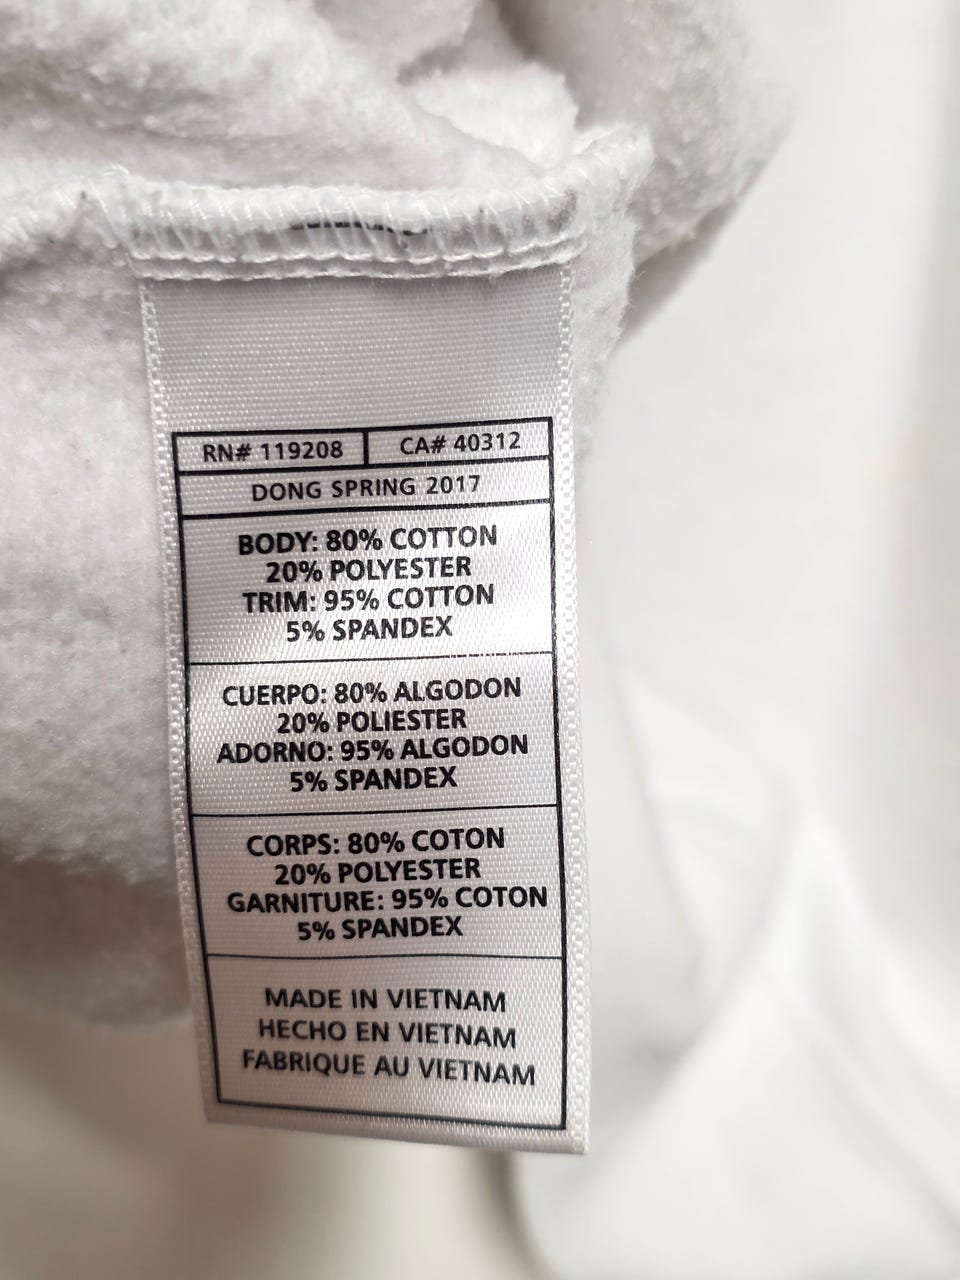 RN# 119208 CA# 40312
DONG SPRING 2017
BODY: 80% COTTON
20% POLYESTER
TRIM: 95% COTTON
5% SPANDEX
CUERPO: 80% ALGODON
20% POLIESTER
ADORNO: 95% ALGODON
5% SPANDEX
CORPS: 80% COTON
20% POLYESTER
GARNITURE: 95% COTON
5% SPANDEX
MADE IN VIETNAM
HECHO EN VIETNAM
FABRIQUE AU VIETNAM